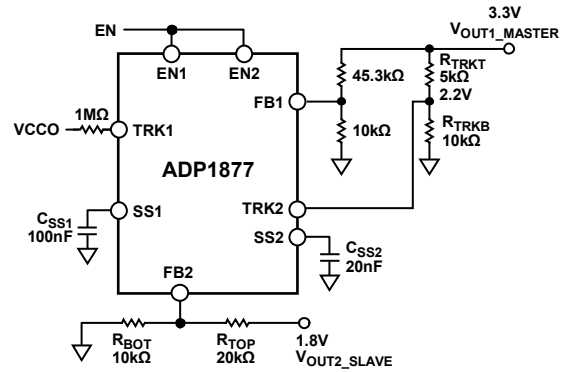 3.3V
VOUT1_MASTER
EN
EN1
EN2
45.3kΩ
RTRKT
5kΩ
2.2V
FB1
1MΩ
VCCO
TRK1
10kΩ
RTRKB
10kΩ
ADP1877
TRK2
CSS1
100nF
SS1
SS2
CSS2
20nF
FB2
RBOT
10kΩ
RTOP
20kΩ
1.8V
VOUT2_SLAVE